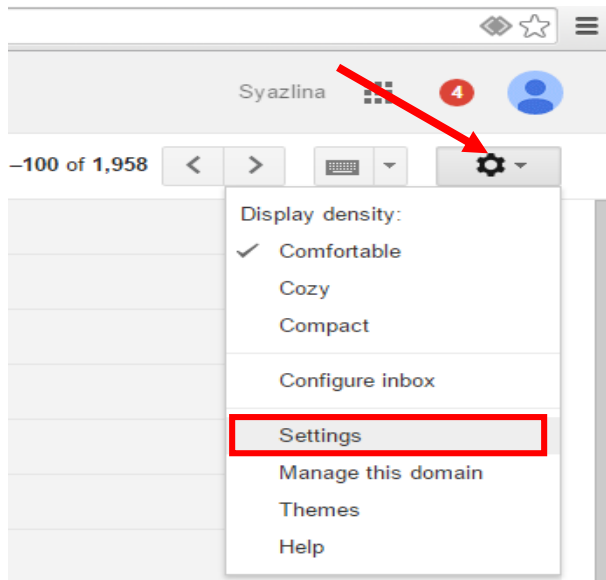 Syazlina
4
–100 of 1,958
Display density:
Comfortable
Cozy
Compact
Configure inbox
Settings
Manage this domain
Themes
Help